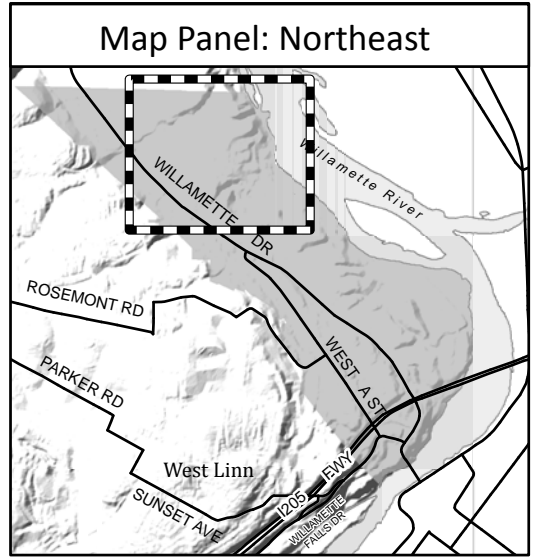 Map Panel: Northeast
Willamette River
WILLAMETTE DR
ROSEMONT RD
WEST A ST
PARKER RD
West Linn
I205 FWY
SUNSET AVE
WILLAMETTE
FALLS DR